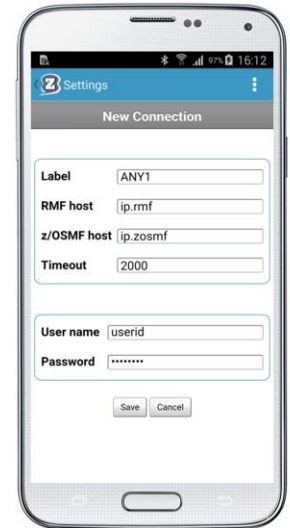 97% 16:12
Z Settings
New Connection
Label ANY1
RMF host ip.rmf
z/OSMF host ip.zosmf
Timeout 2000
User name userid
Password ••••••••
Save Cancel